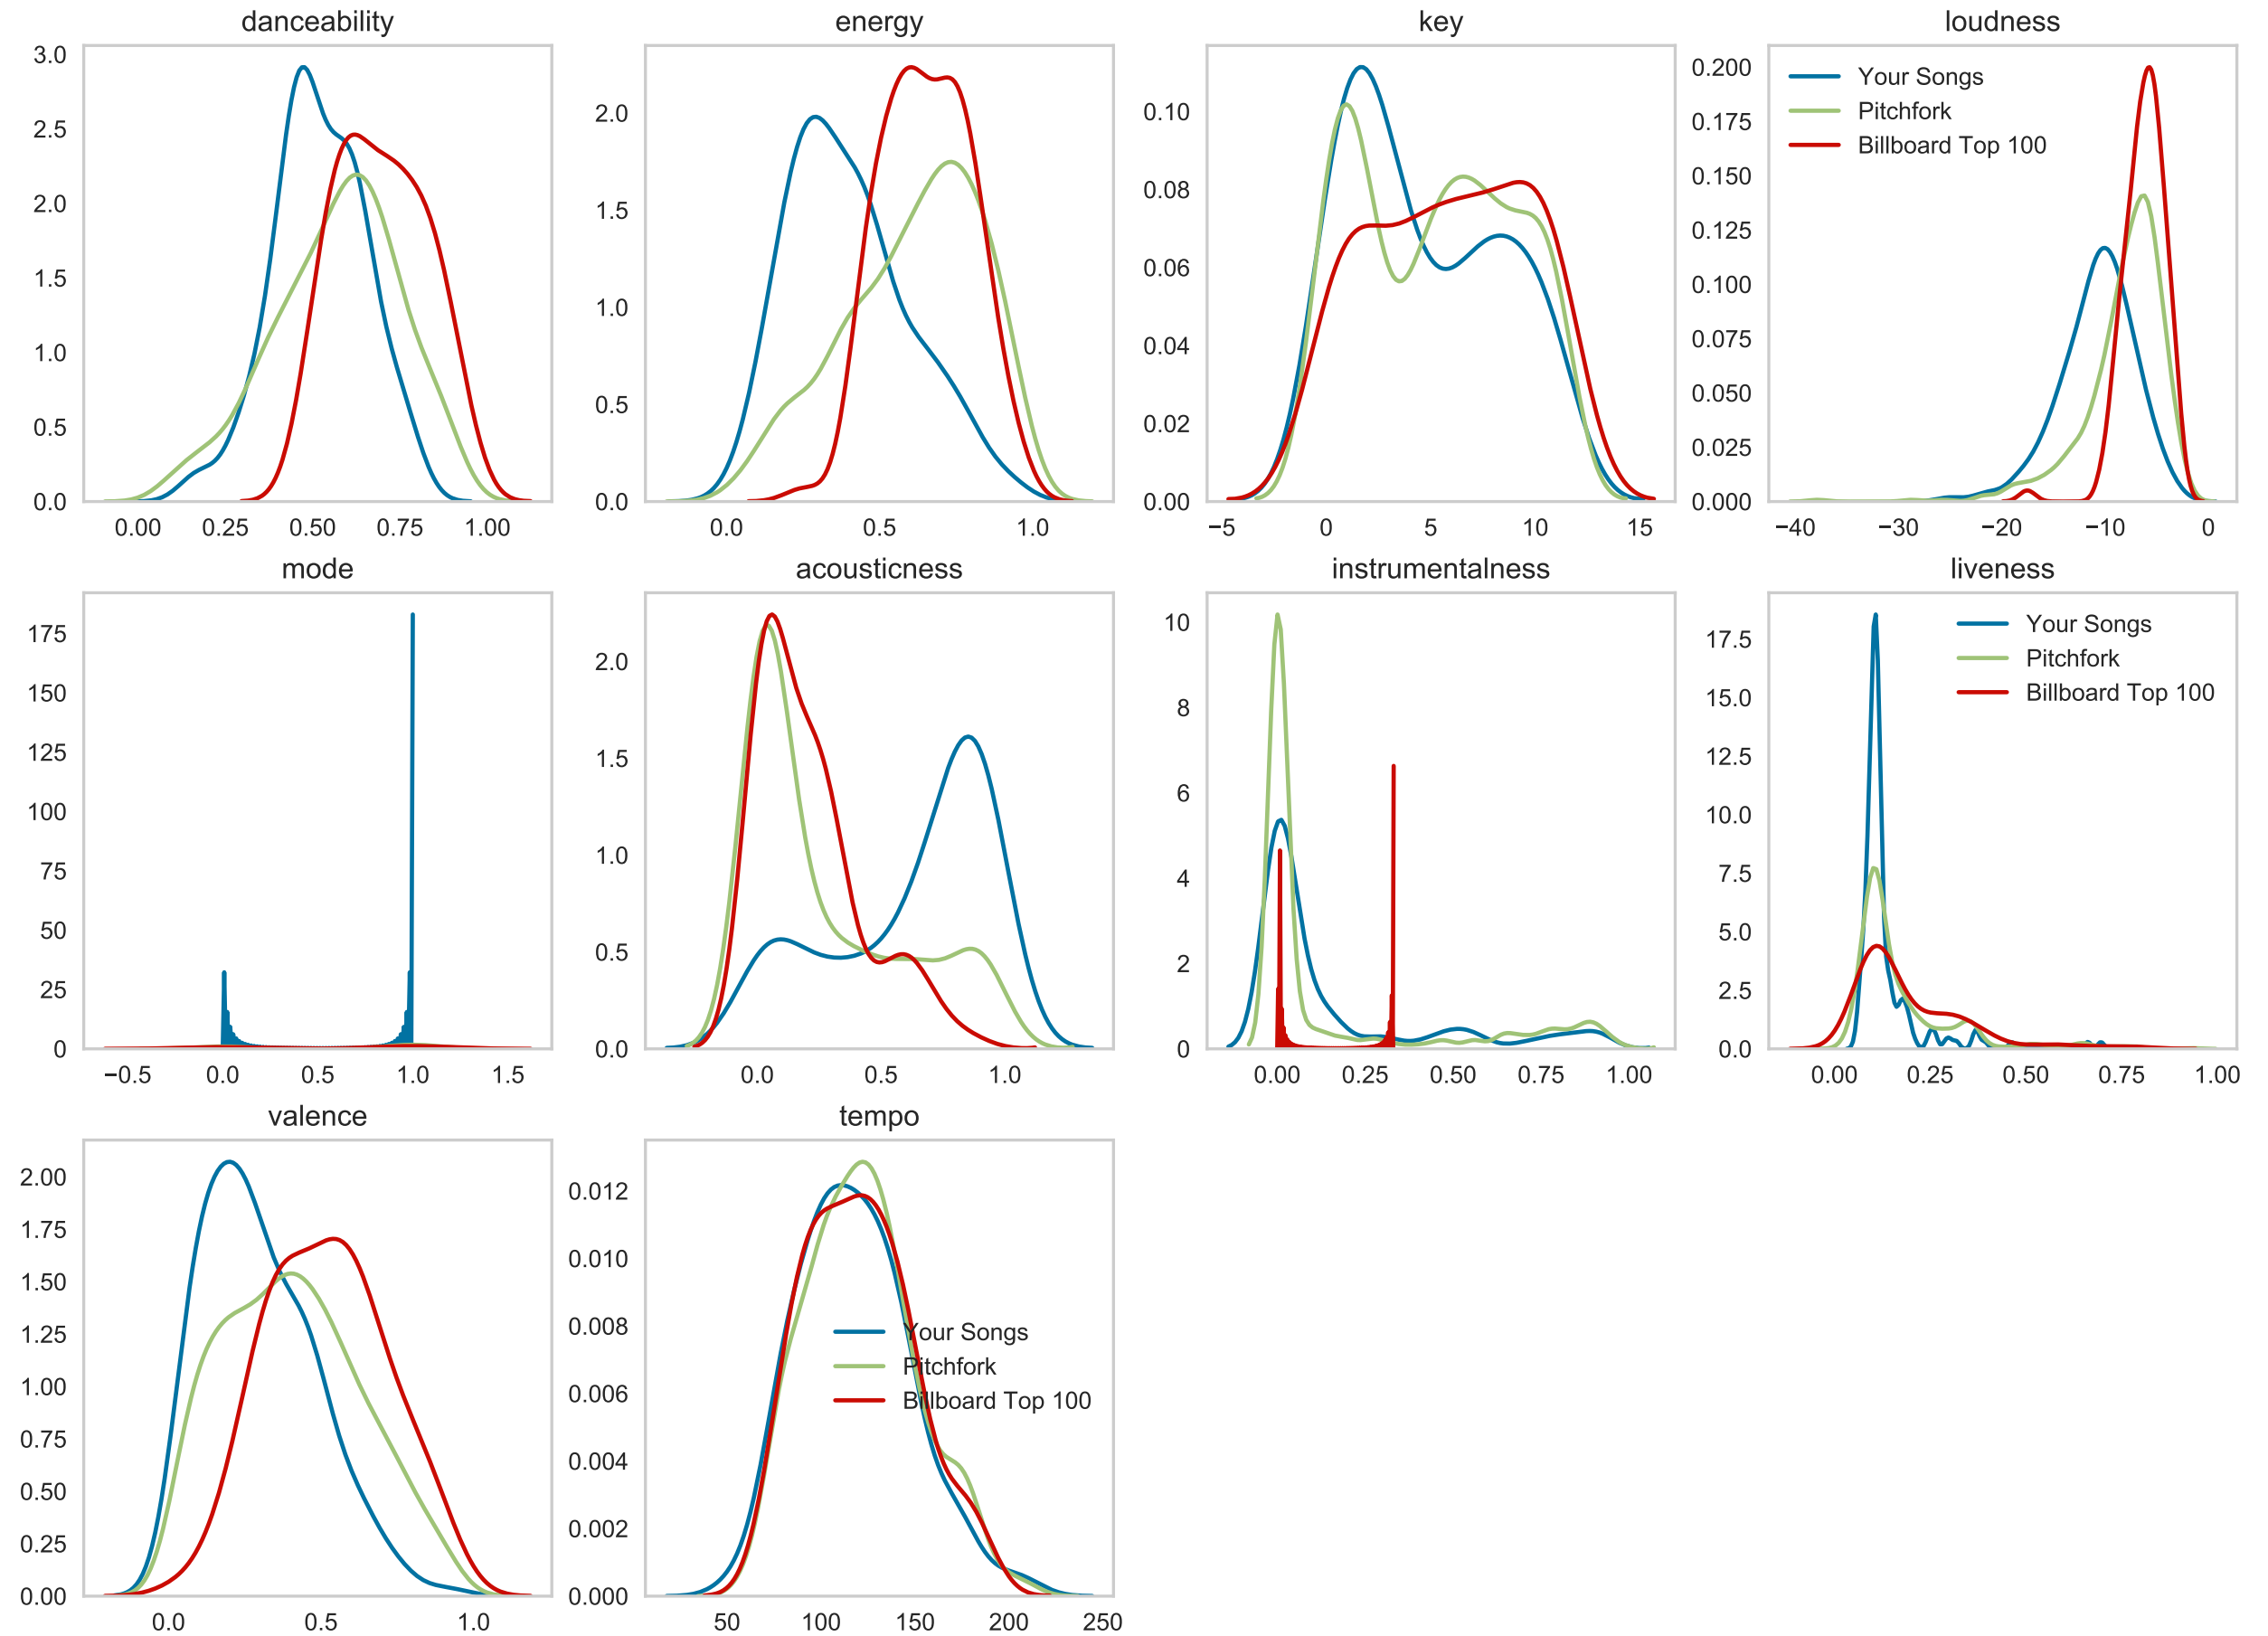 danceability
3.0
2.5
2.0
1.5
1.0
0.5
0.0
0.00 0.25 0.50 0.75 1.00
energy
2.0
1.5
1.0
0.5
0.0
0.0 0.5 1.0
key
0.10
0.08
0.06
0.04
0.02
0.00
−5 0 5 10 15
loudness
0.200
0.175
0.150
0.125
0.100
0.075
0.050
0.025
0.000
−40 −30 −20 −10 0
Your Songs
Pitchfork
Billboard Top 100
mode
175
150
125
100
75
50
25
0
−0.5 0.0 0.5 1.0 1.5
acousticness
2.0
1.5
1.0
0.5
0.0
0.0 0.5 1.0
instrumentalness
10
8
6
4
2
0
0.00 0.25 0.50 0.75 1.00
liveness
17.5
15.0
12.5
10.0
7.5
5.0
2.5
0.0
0.00 0.25 0.50 0.75 1.00
Your Songs
Pitchfork
Billboard Top 100
valence
2.00
1.75
1.50
1.25
1.00
0.75
0.50
0.25
0.00
0.0 0.5 1.0
tempo
0.012
0.010
0.008
0.006
0.004
0.002
0.000
50 100 150 200 250
Your Songs
Pitchfork
Billboard Top 100